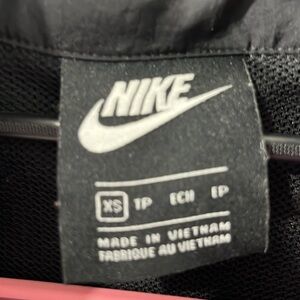 NIKE
XS TP ECH EP
MADE IN VIETNAM
FABRIQUE AU VIETNAM